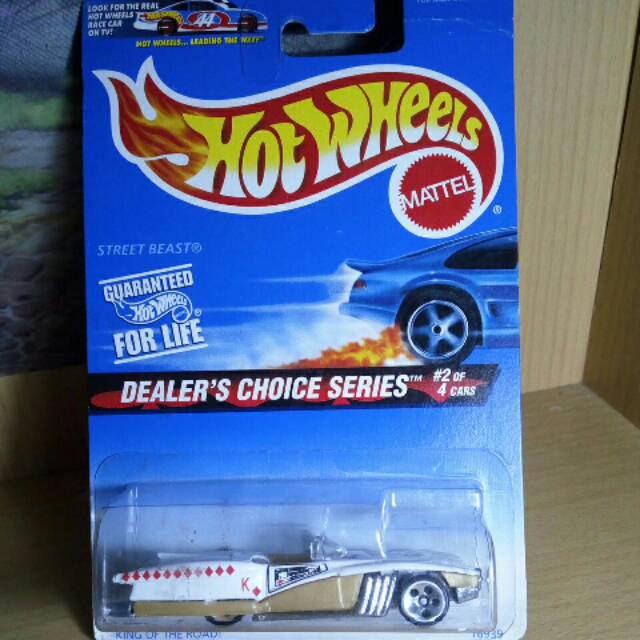 LOOK FOR THE REAL
HOT WHEELS
RACE CAR
ON TV!
44
HOT WHEELS... LEADING THE WAY!
HOT WHEELS
MATTEL
®
STREET BEAST®
GUARANTEED
Hot Wheels®
FOR LIFE
DEALER'S CHOICE SERIES™ #2 OF
4 CARS
K
KING OF THE ROAD!
16939